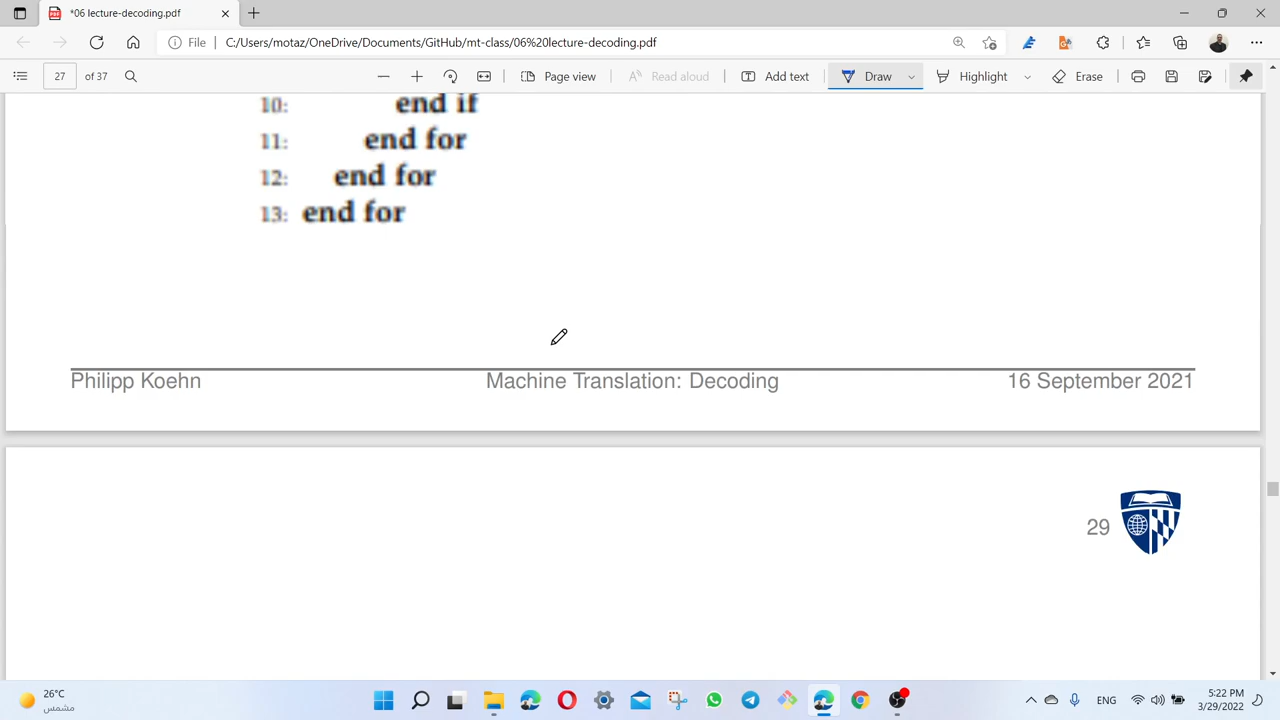 *06 lecture-decoding.pdf
File
C:/Users/motaz/OneDrive/Documents/GitHub/mt-class/06%20lecture-decoding.pdf
27 of 37
Page view
Read aloud
Add text
Draw
Highlight
Erase
10: end if
11: end for
12: end for
13: end for
Philipp Koehn
Machine Translation: Decoding
16 September 2021
29
26°C
مشمس
ENG
5:22 PM
3/29/2022